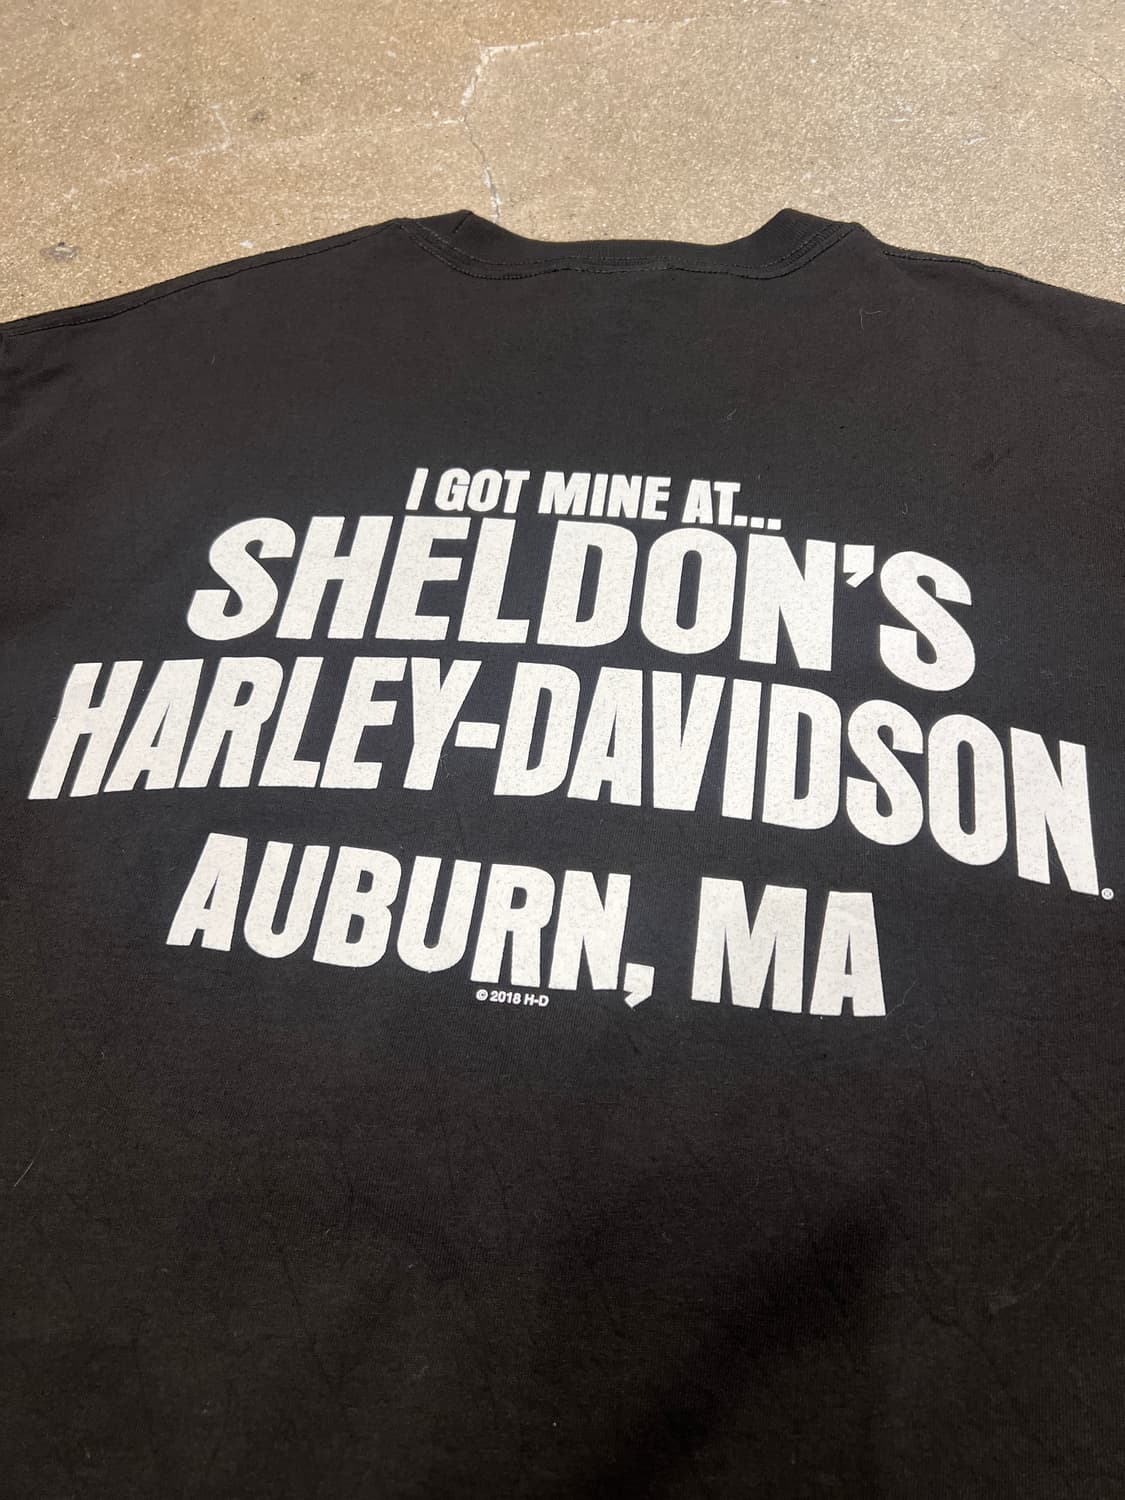 I GOT MINE AT...
SHELDON'S
HARLEY-DAVIDSON®
AUBURN, MA
© 2018 H-D